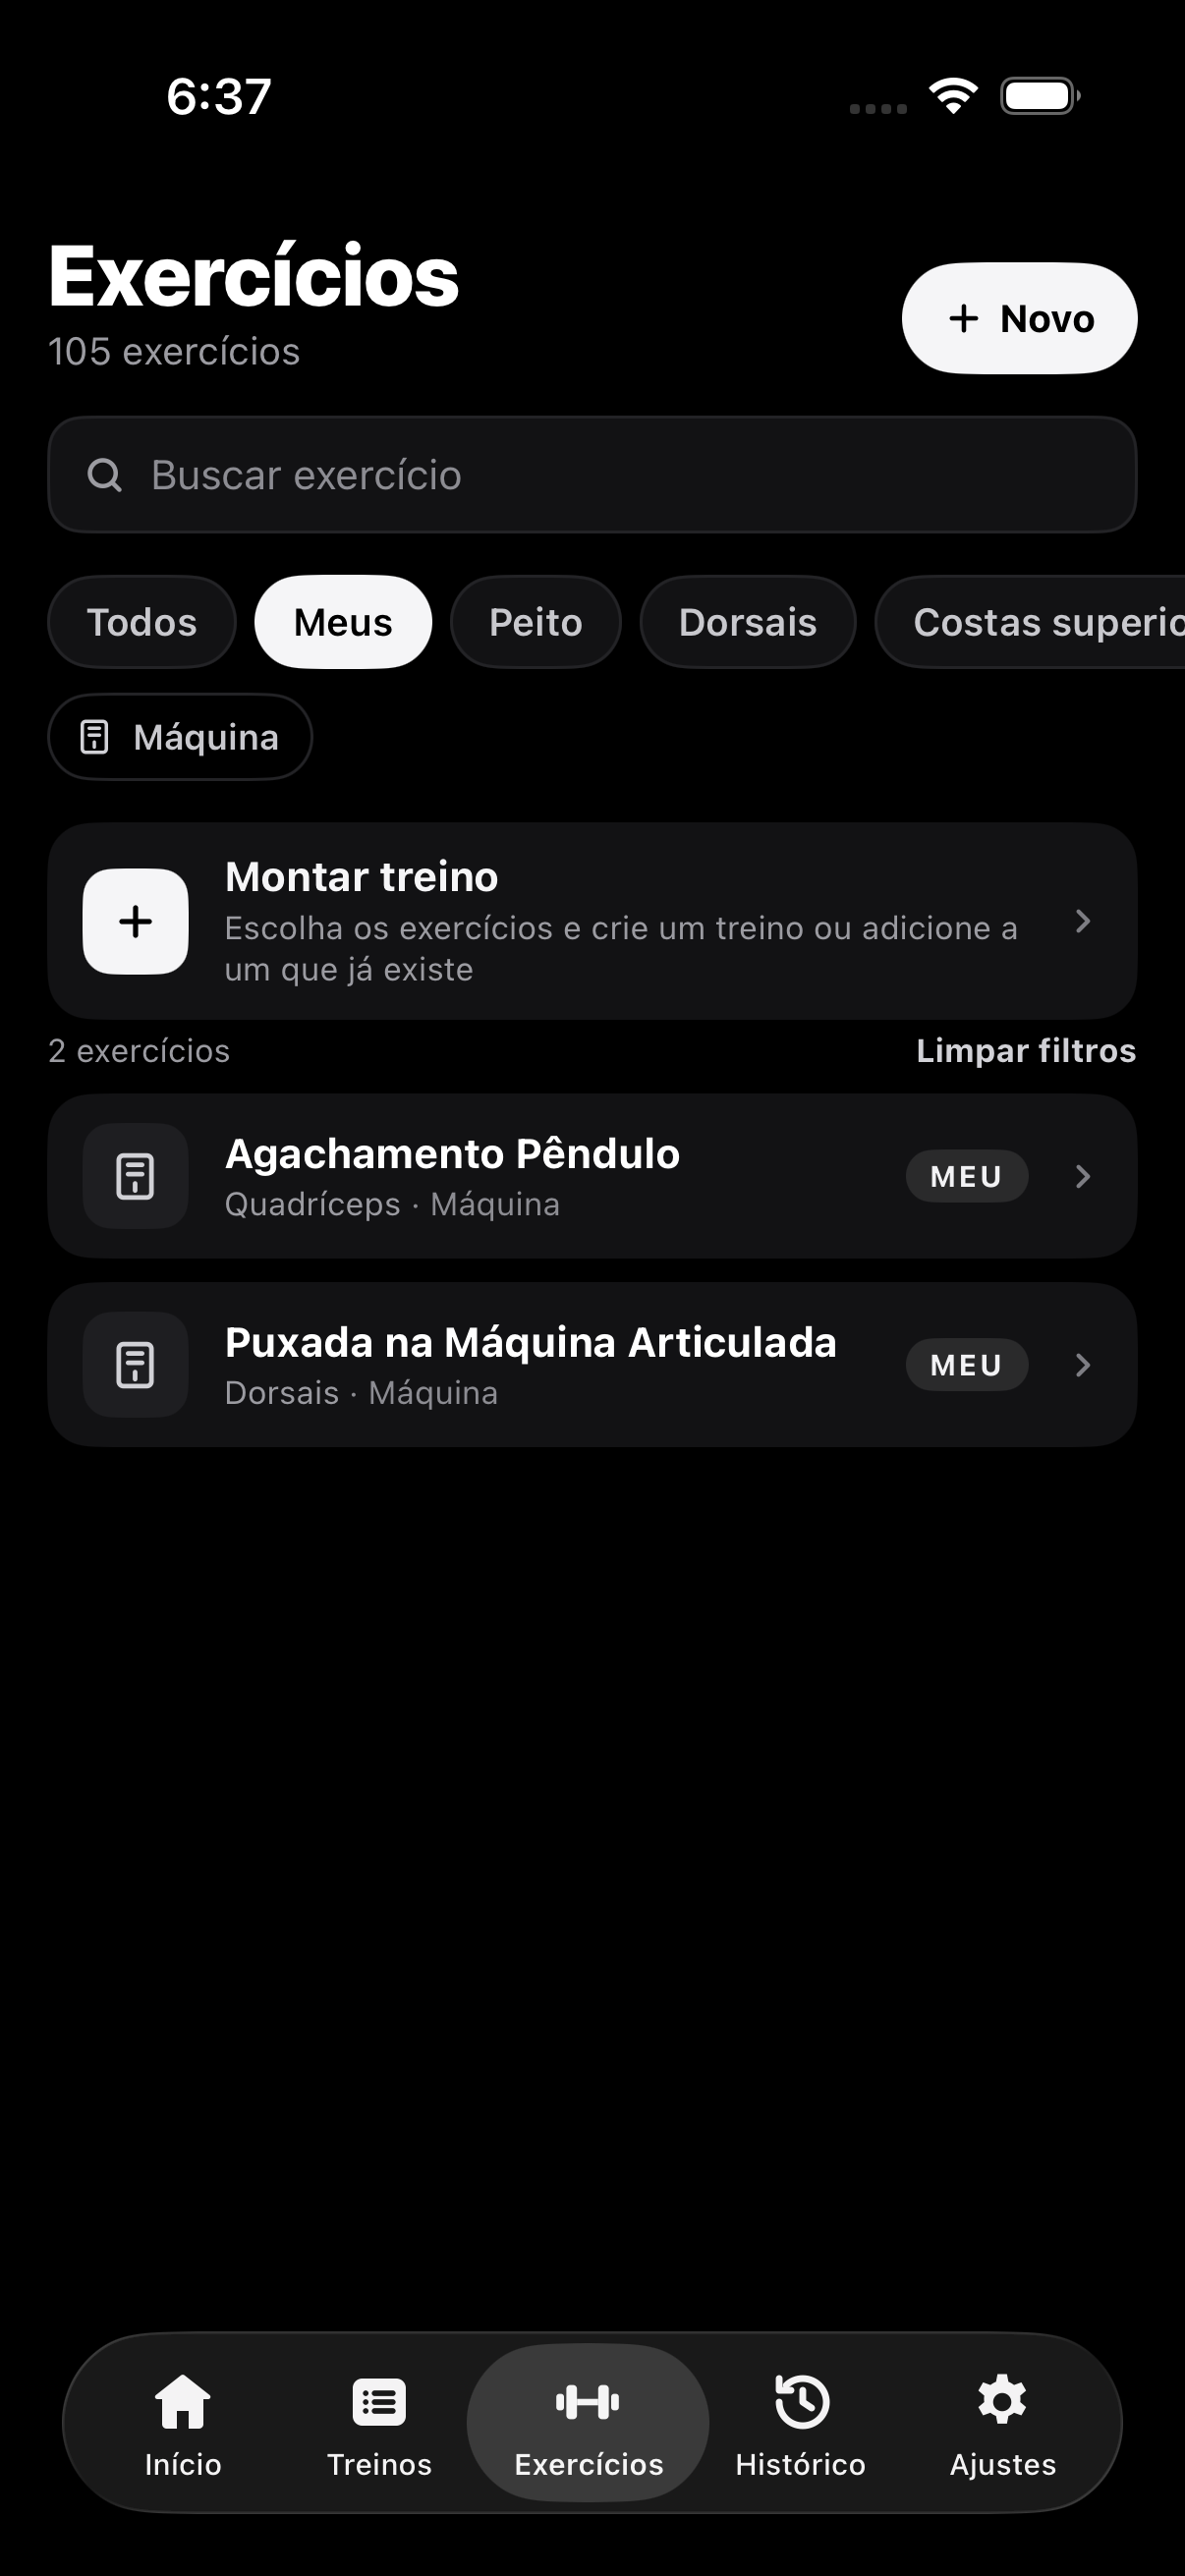 6:37
Exercícios
105 exercícios
+ Novo
Buscar exercício
Todos
Meus
Peito
Dorsais
Costas superio
Máquina
Montar treino
Escolha os exercícios e crie um treino ou adicione a
um que já existe
2 exercícios
Limpar filtros
Agachamento Pêndulo
Quadríceps · Máquina
MEU
Puxada na Máquina Articulada
Dorsais · Máquina
MEU
Início
Treinos
Exercícios
Histórico
Ajustes